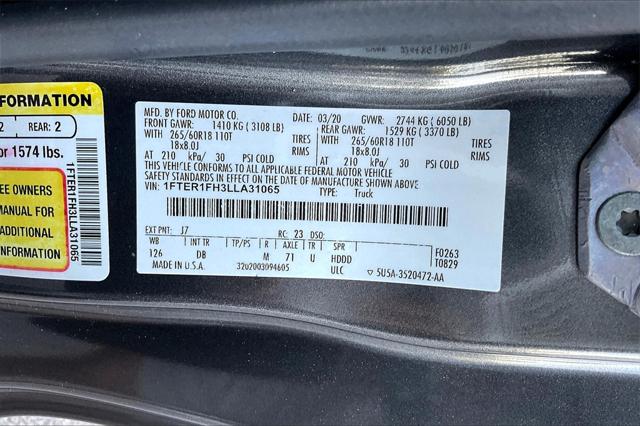 FORMATION
2
REAR: 2
or 1574 lbs.
EE OWNERS
MANUAL FOR
ADDITIONAL
FORMATION
1FTER1FH3LLA31065
MFD. BY FORD MOTOR CO.
03/20 GVWR: 2744 KG (6050 LB)
FRONT GAWR: 1410 KG (3108 LB)
REAR GAWR: 1529 KG (3370 LB)
WITH TIRES WITH TIRES
265/60R18 110T 265/60R18 110T
18x8.0J RIMS 18x8.0J RIMS
AT 210 kPa/ 30 PSI COLD AT 210 kPa/ 30 PSI COLD
THIS VEHICLE CONFORMS TO ALL APPLICABLE FEDERAL MOTOR VEHICLE
SAFETY AND THEFT PREVENTION STANDARDS IN
EFFECT ON THE DATE OF MANUFACTURE SHOWN ABOVE.
VIN: 1FTER1FH3LLA31065
TYPE: Truck
EXT PNT: J7 RC: 23 DSO:
WB INT TR TP/PS R AXLE TR SPR
126 DB M 71 U HDDD
F0263
T0829
MADE IN U.S.A. 3202003094605 ULC 5U5A-3520472-AA